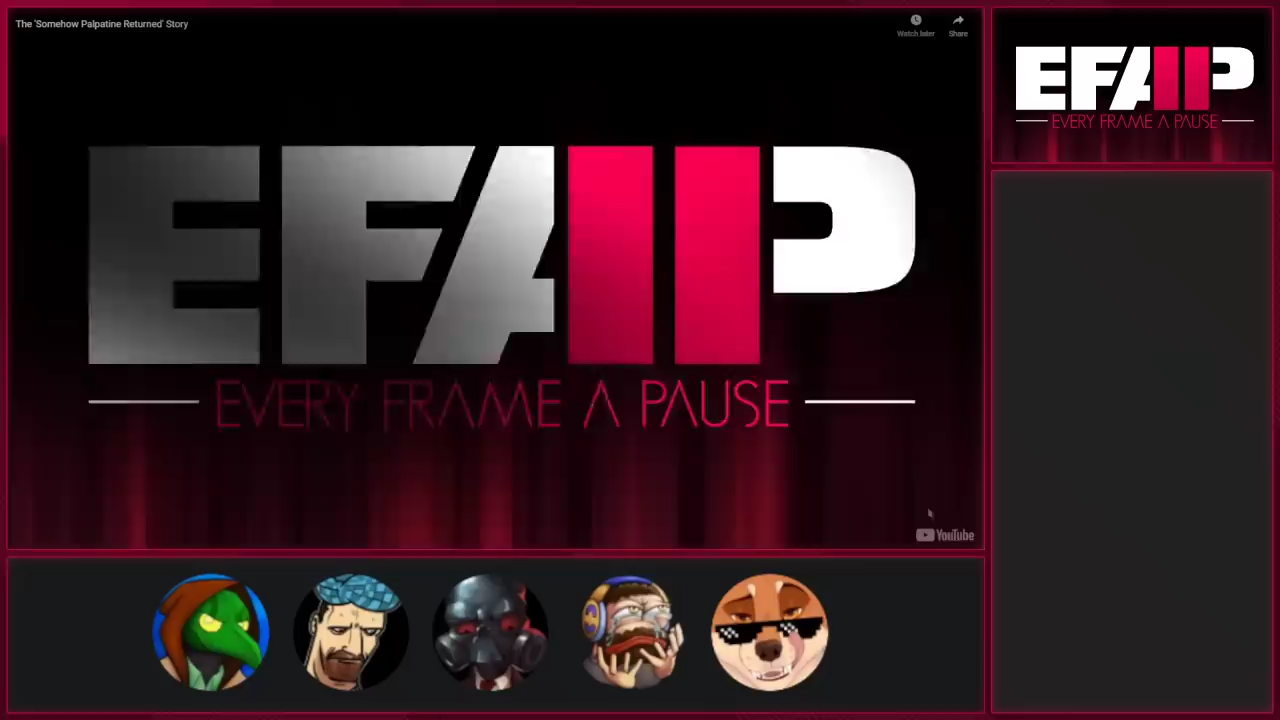 The 'Somehow Palpatine Returned' Story
Watch later
Share
EFAP
EVERY FRAME A PAUSE
YouTube
EFAP
EVERY FRAME A PAUSE